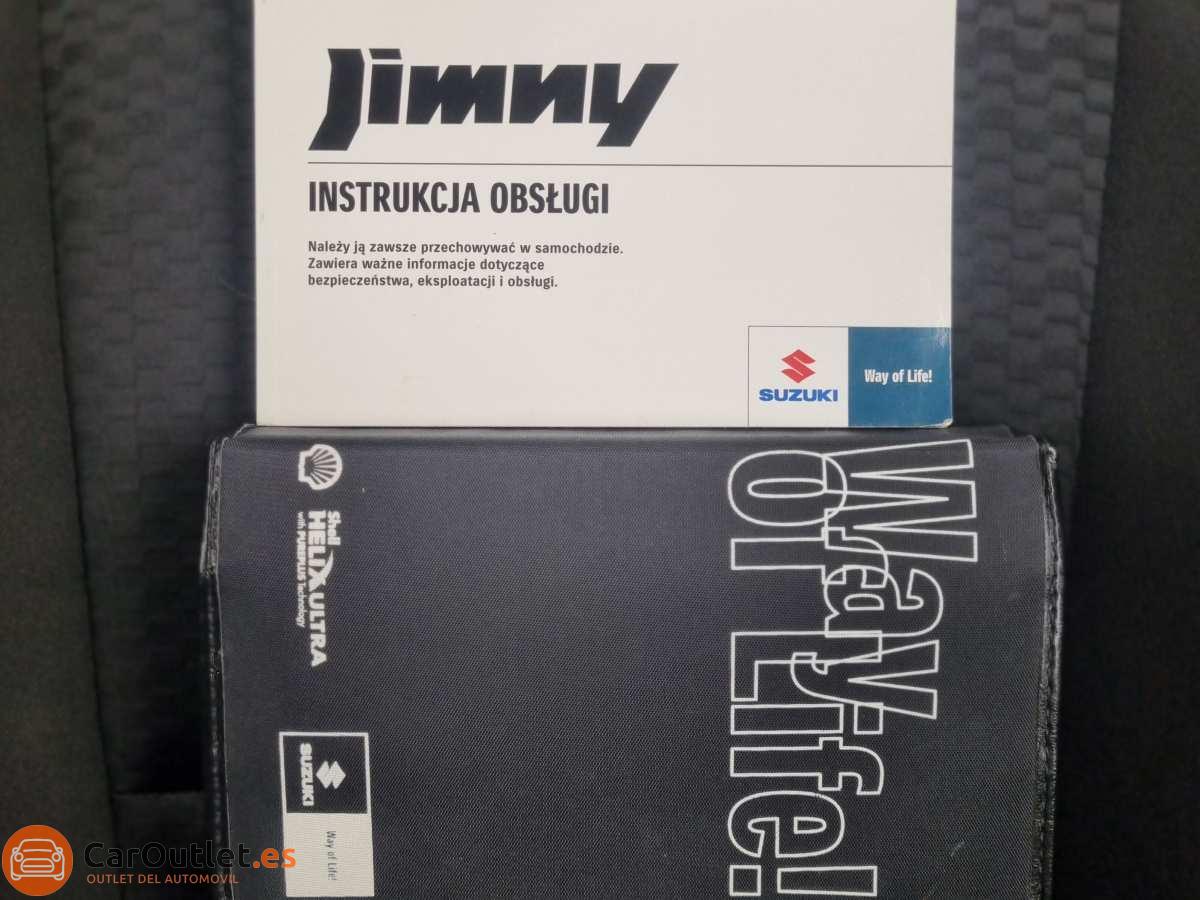 Jimny
INSTRUKCJA OBSŁUGI
Należy ją zawsze przechowywać w samochodzie.
Zawiera ważne informacje dotyczące
bezpieczeństwa, eksploatacji i obsługi.
SUZUKI
Way of Life!
Shell
HELIX ULTRA
with PUREPLUS Technology
Way
Of Life!
SUZUKI
Way of Life!
CarOutlet.es
OUTLET DEL AUTOMOVIL